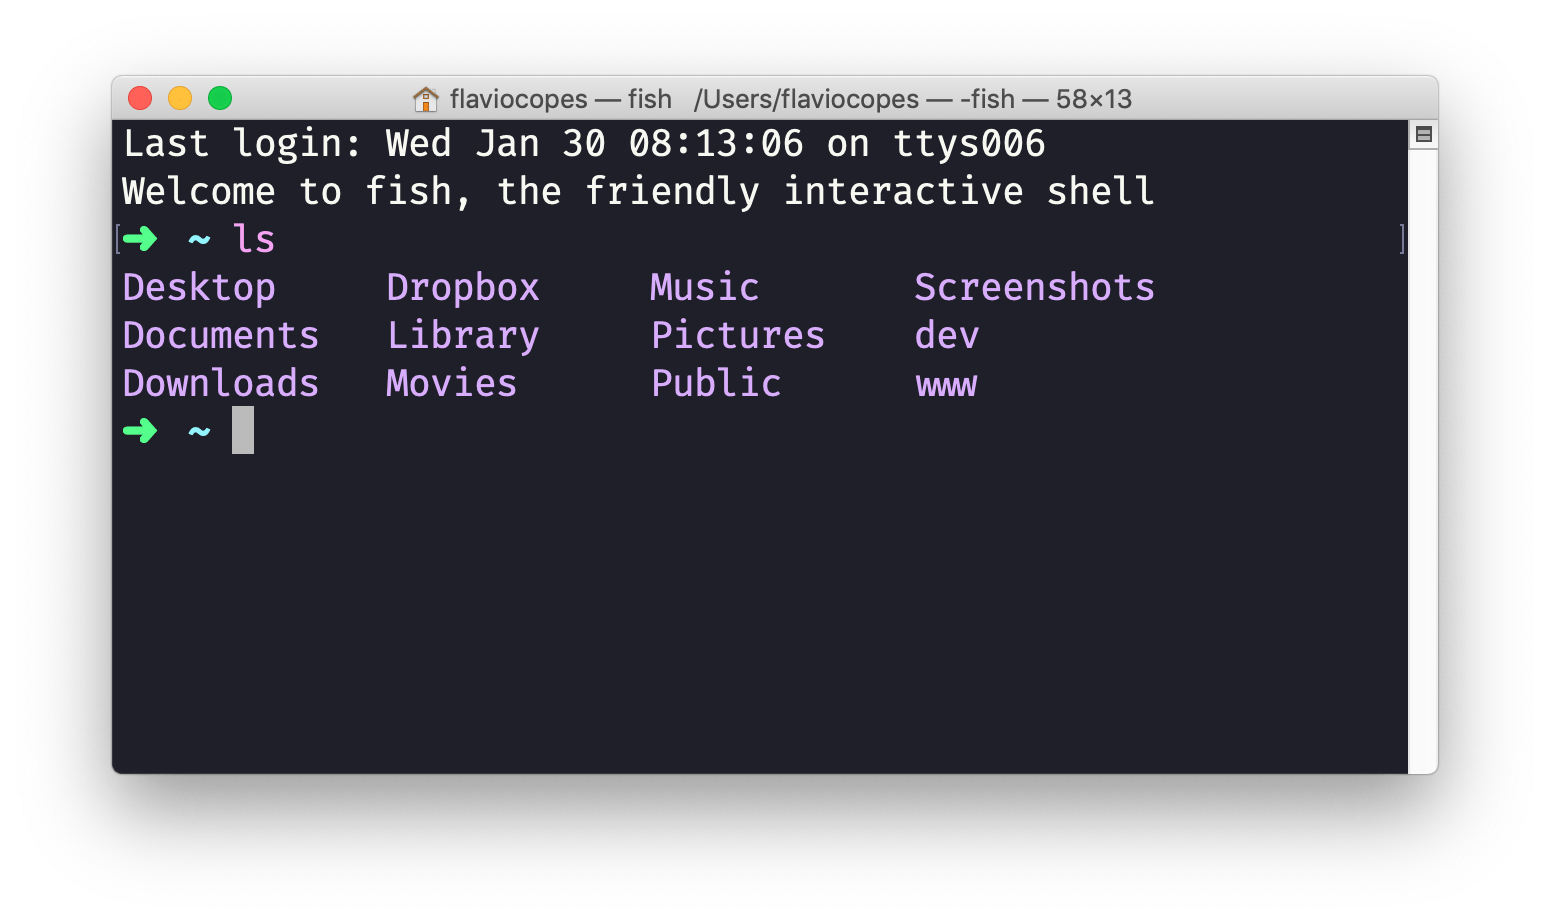 flaviocopes — fish   /Users/flaviocopes — -fish — 58×13
Last login: Wed Jan 30 08:13:06 on ttys006
Welcome to fish, the friendly interactive shell
[➜  ~ ls]
Desktop     Dropbox     Music       Screenshots
Documents   Library     Pictures    dev
Downloads   Movies      Public      www
➜  ~